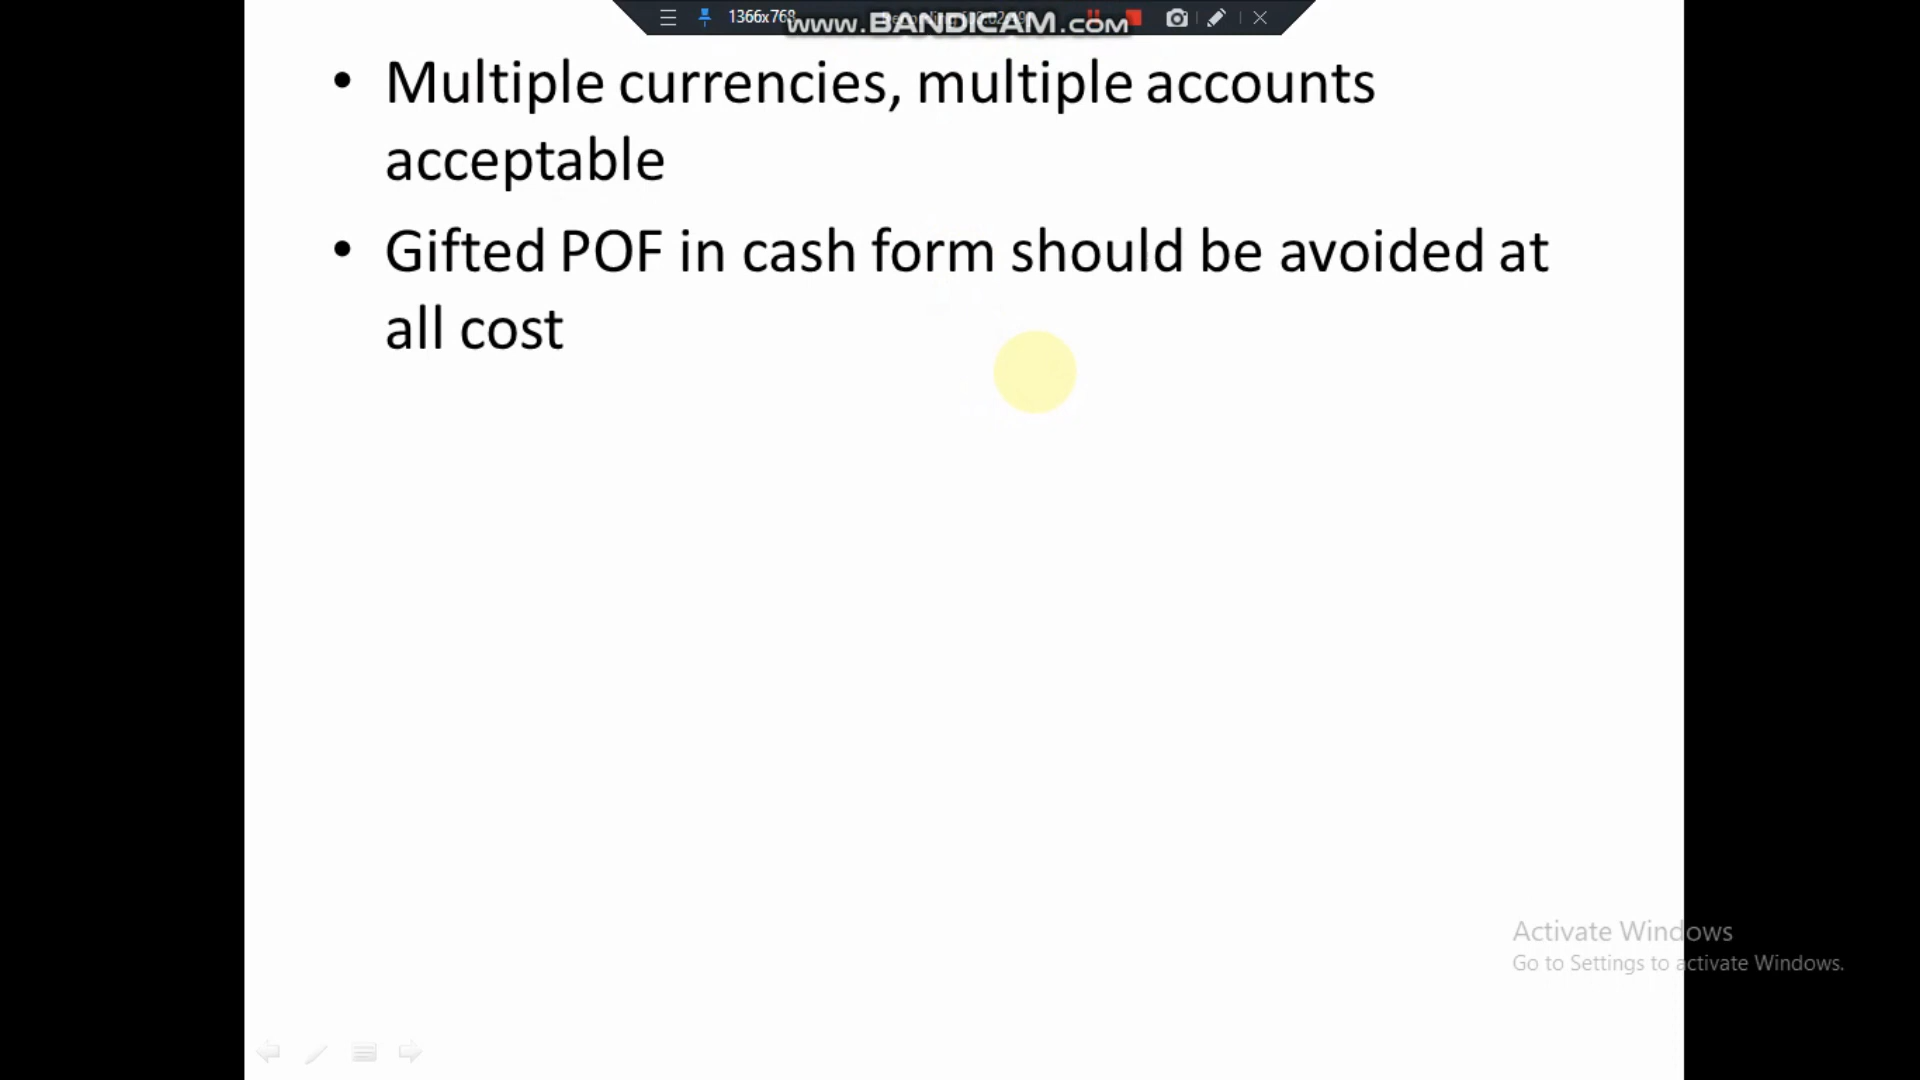 1366x768
www.BANDICAM.com
• Multiple currencies, multiple accounts
acceptable
• Gifted POF in cash form should be avoided at
all cost
Activate Windows
Go to Settings to activate Windows.